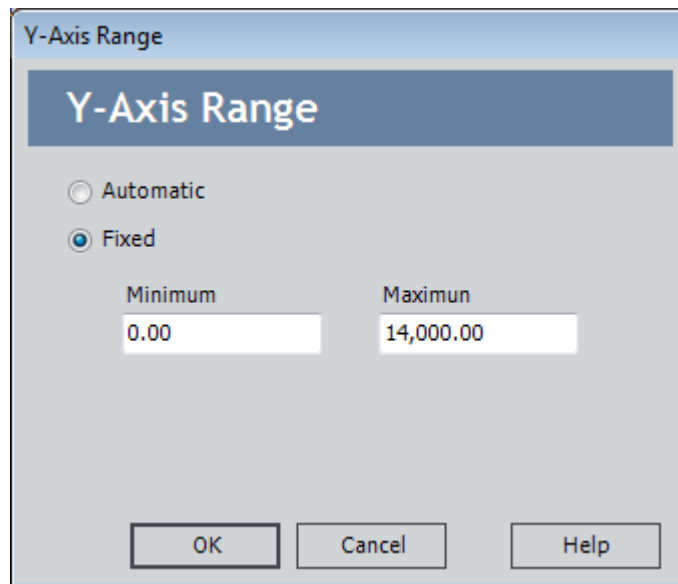 Y-Axis Range
Y-Axis Range
Automatic
Fixed
Minimum Maximun
0.00 14,000.00
OK Cancel Help